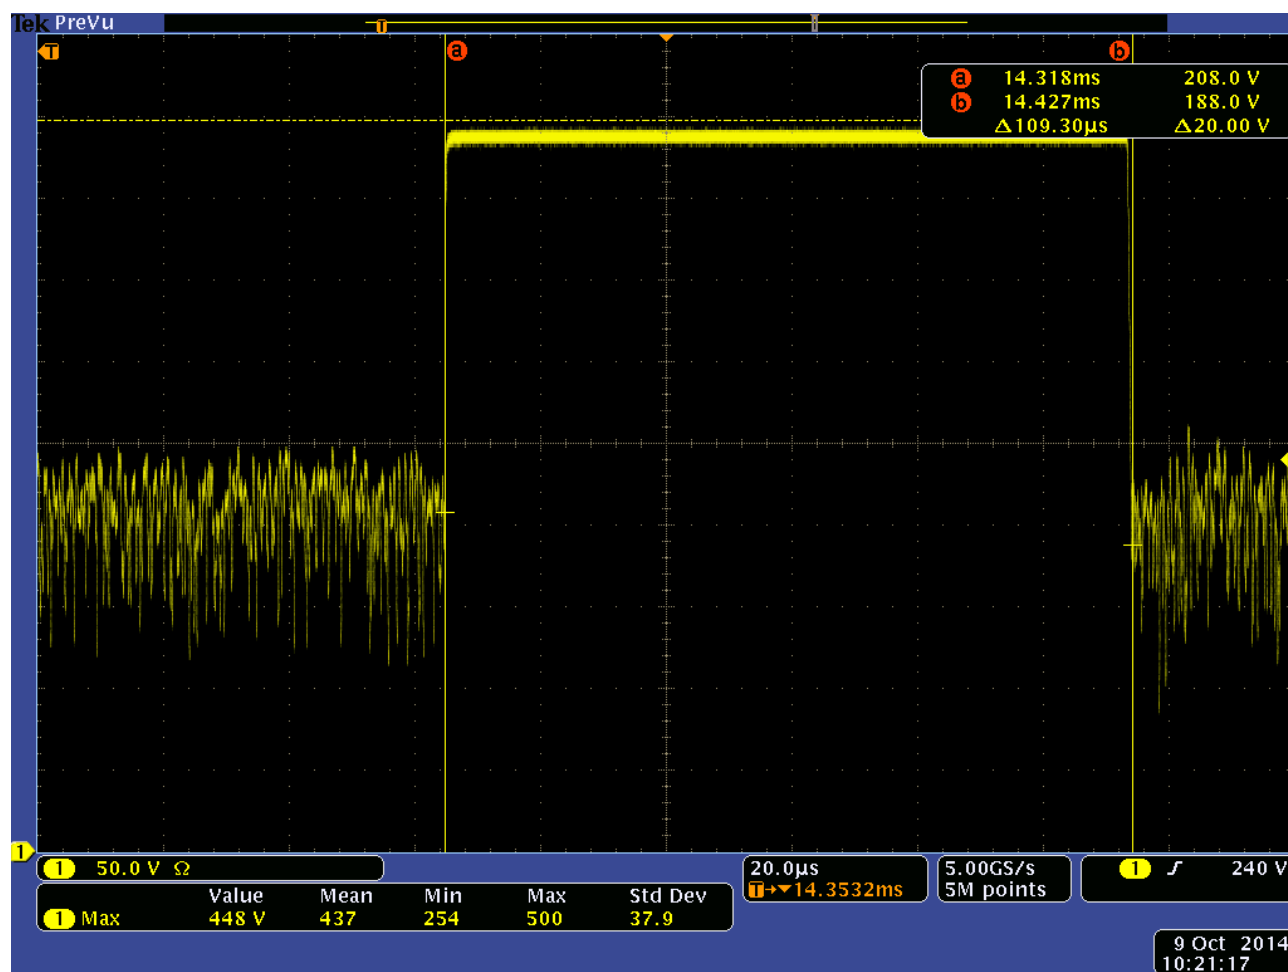 Tek PreVu
T
T
a
b
a 14.318ms 208.0 V
b 14.427ms 188.0 V
Δ109.30µs Δ20.00 V
1
1 50.0 V Ω
Value Mean Min Max Std Dev
1 Max 448 V 437 254 500 37.9
20.0µs
T→▼14.3532ms
5.00GS/s
5M points
1 ƒ 240 V
9 Oct 2014
10:21:17